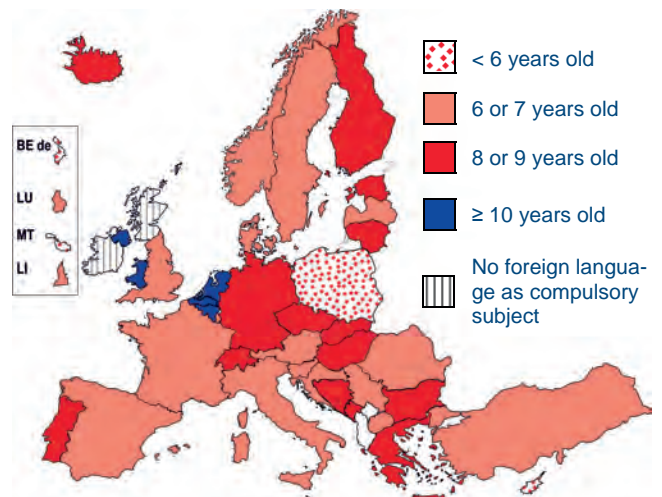 < 6 years old
6 or 7 years old
8 or 9 years old
≥ 10 years old
No foreign langua-
ge as compulsory
subject
BE de
LU
MT
LI